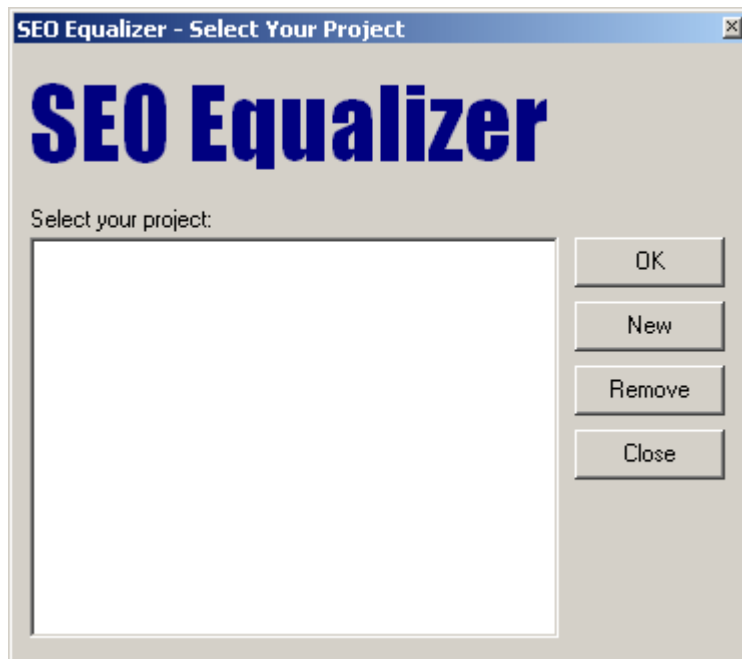 SEO Equalizer - Select Your Project
SEO Equalizer
Select your project:
OK
New
Remove
Close